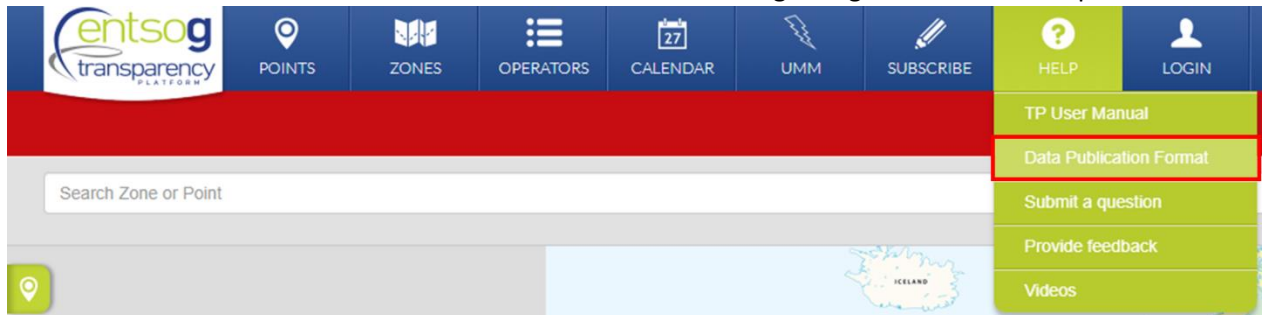 entsog
transparency
PLATFORM
POINTS
ZONES
OPERATORS
27
CALENDAR
UMM
SUBSCRIBE
?
HELP
LOGIN
TP User Manual
Data Publication Format
Submit a question
Provide feedback
Videos
Search Zone or Point
ICELAND